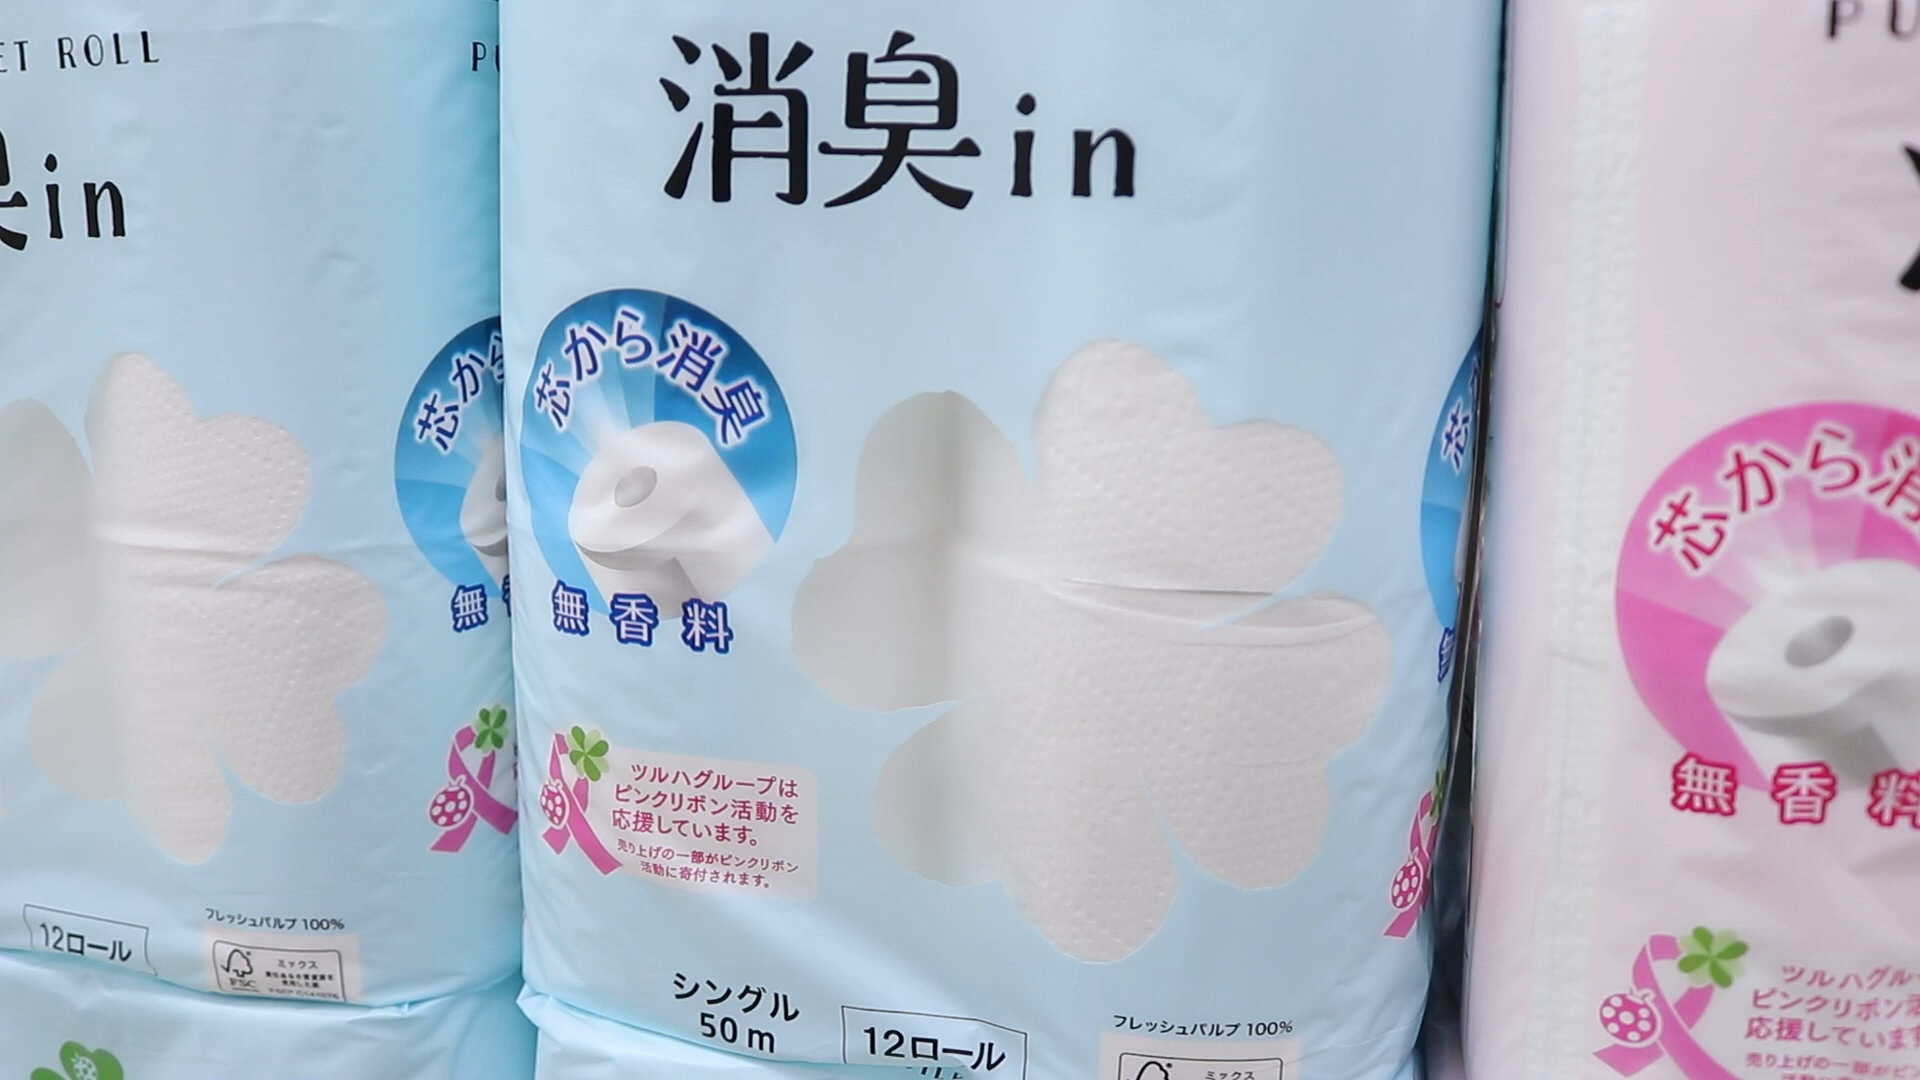 ET ROLL
in
芯から
無
12ロール
フレッシュパルプ 100%
FSC
ミックス
消臭in
芯から消臭
無香料
ツルハグループは
ピンクリボン活動を
応援しています。
売り上げの一部がピンクリボン
活動に寄付されます。
シングル
50m
12ロール
フレッシュパルプ 100%
ミックス
PU
芯から消
無香料
ツルハグルー
ピンクリボン活
応援していま
売り上げの一部がピン